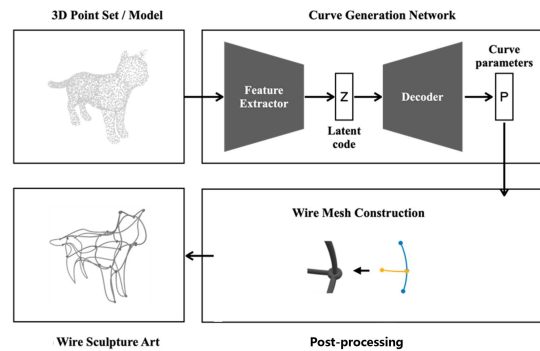 3D Point Set / Model
Curve Generation Network
Feature
Extractor
Z
Latent
code
Decoder
Curve
parameters
P
Wire Mesh Construction
Wire Sculpture Art
Post-processing